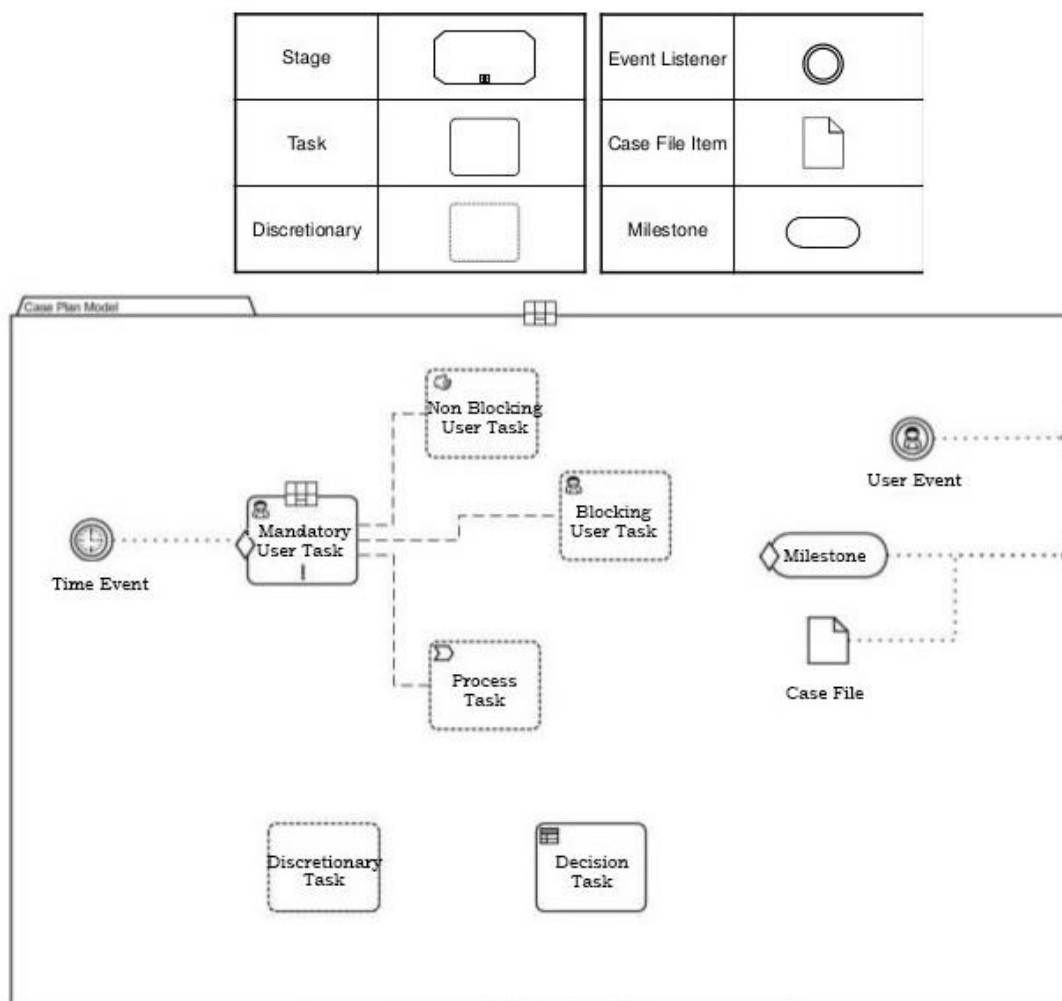 Stage
Event Listener
Task
Case File Item
Discretionary
Milestone
Case Plan Model
Non Blocking
User Task
User Event
Blocking
User Task
Mandatory
User Task
!
Time Event
Milestone
Process
Task
Case File
Discretionary
Task
Decision
Task